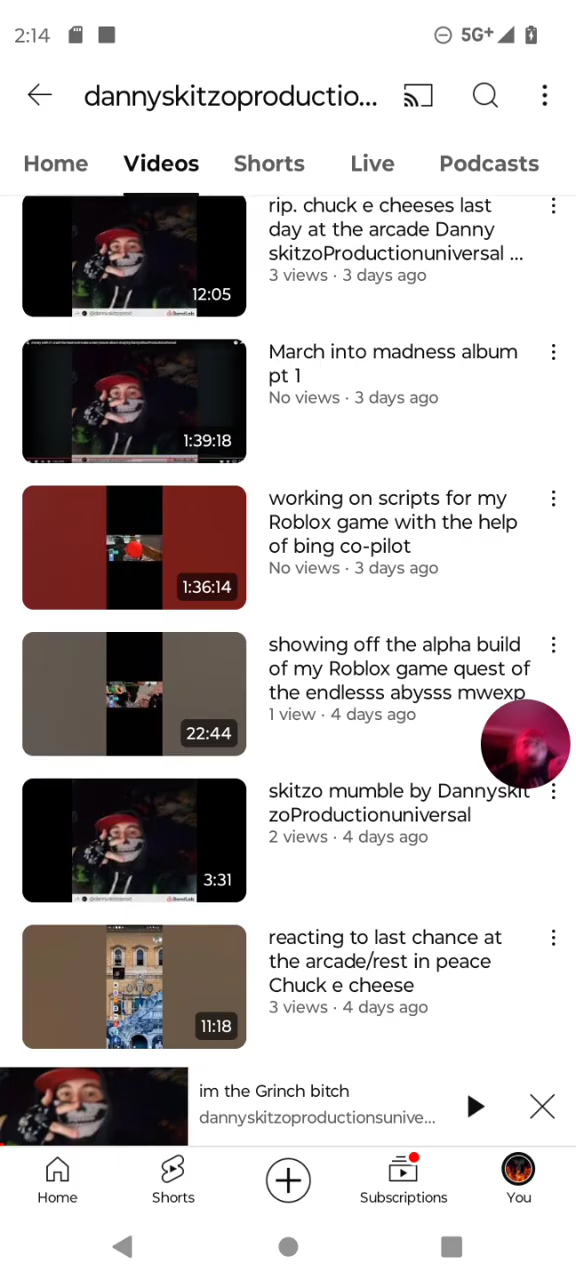 2:14
5G+
dannyskitzoproductio...
Home Videos Shorts Live Podcasts
rip. chuck e cheeses last
day at the arcade Danny
skitzoProductionuniversal ...
3 views · 3 days ago
12:05
March into madness album
pt 1
No views · 3 days ago
1:39:18
working on scripts for my
Roblox game with the help
of bing co-pilot
No views · 3 days ago
1:36:14
showing off the alpha build
of my Roblox game quest of
the endlesss abysss mwexp
1 view · 4 days ago
22:44
skitzo mumble by Dannyskit
zoProductionuniversal
2 views · 4 days ago
3:31
reacting to last chance at
the arcade/rest in peace
Chuck e cheese
3 views · 4 days ago
11:18
im the Grinch bitch
dannyskitzoproductionsunive...
Home Shorts Subscriptions You